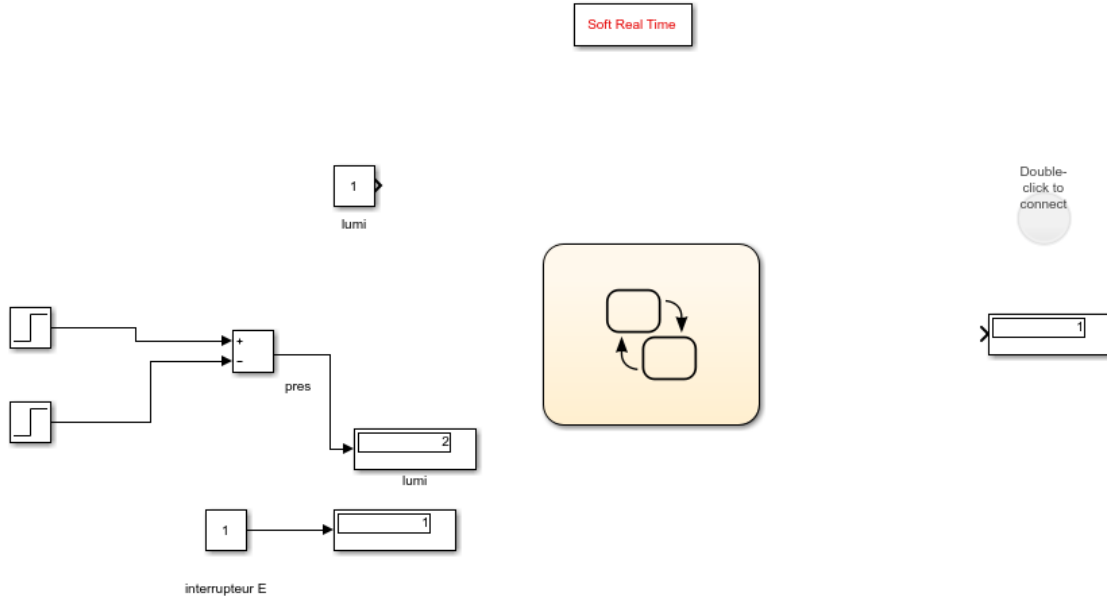 Soft Real Time
Double-
click to
connect
1
lumi
1
+
−
pres
2
lumi
1
1
interrupteur E